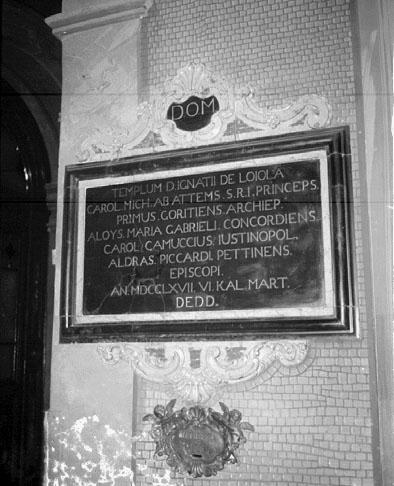 DOM
TEMPLUM D.IGNATII DE LOIOLA
CAROL.MICH.AB ATTEMS.S.R.I.PRINCEPS.
PRIMUS.GORITIENS.ARCHIEP.
ALOYS.MARIA GABRIELI.CONCORDIENS.
CAROL.CAMUCCIUS.IUSTINOPOL.
ALDRAS.PICCARDI.PETTINENS.
EPISCOPI.
AN.MDCCLXVII.VI.KAL.MART.
DEDD.